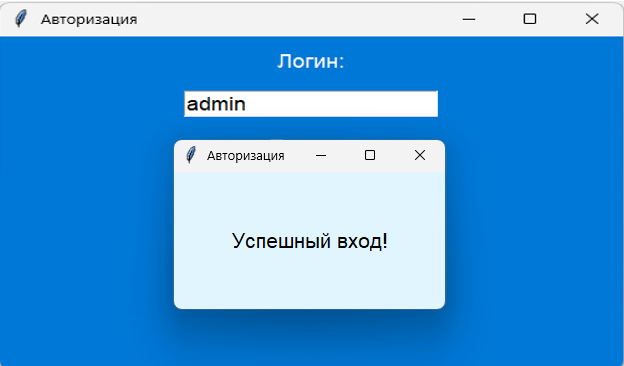 Авторизация
Логин:
admin
Авторизация
Успешный вход!